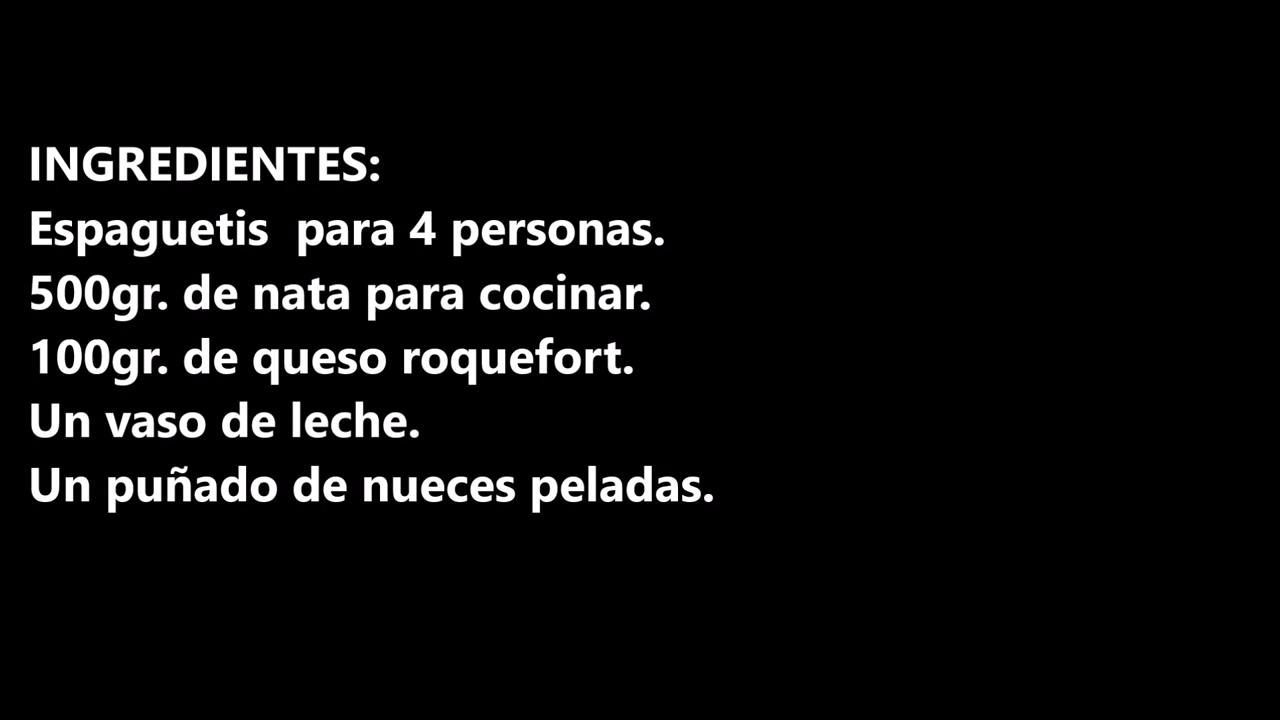 INGREDIENTES:
Espaguetis  para 4 personas.
500gr. de nata para cocinar.
100gr. de queso roquefort.
Un vaso de leche.
Un puñado de nueces peladas.